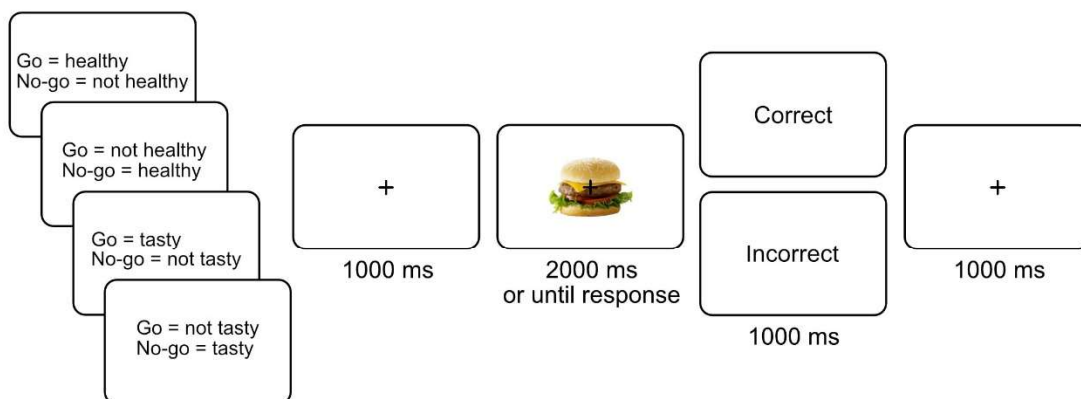 Go = healthy
No-go = not healthy
Go = not healthy
No-go = healthy
Go = tasty
No-go = not tasty
Go = not tasty
No-go = tasty
+
1000 ms
+
2000 ms
or until response
Correct
Incorrect
1000 ms
+
1000 ms